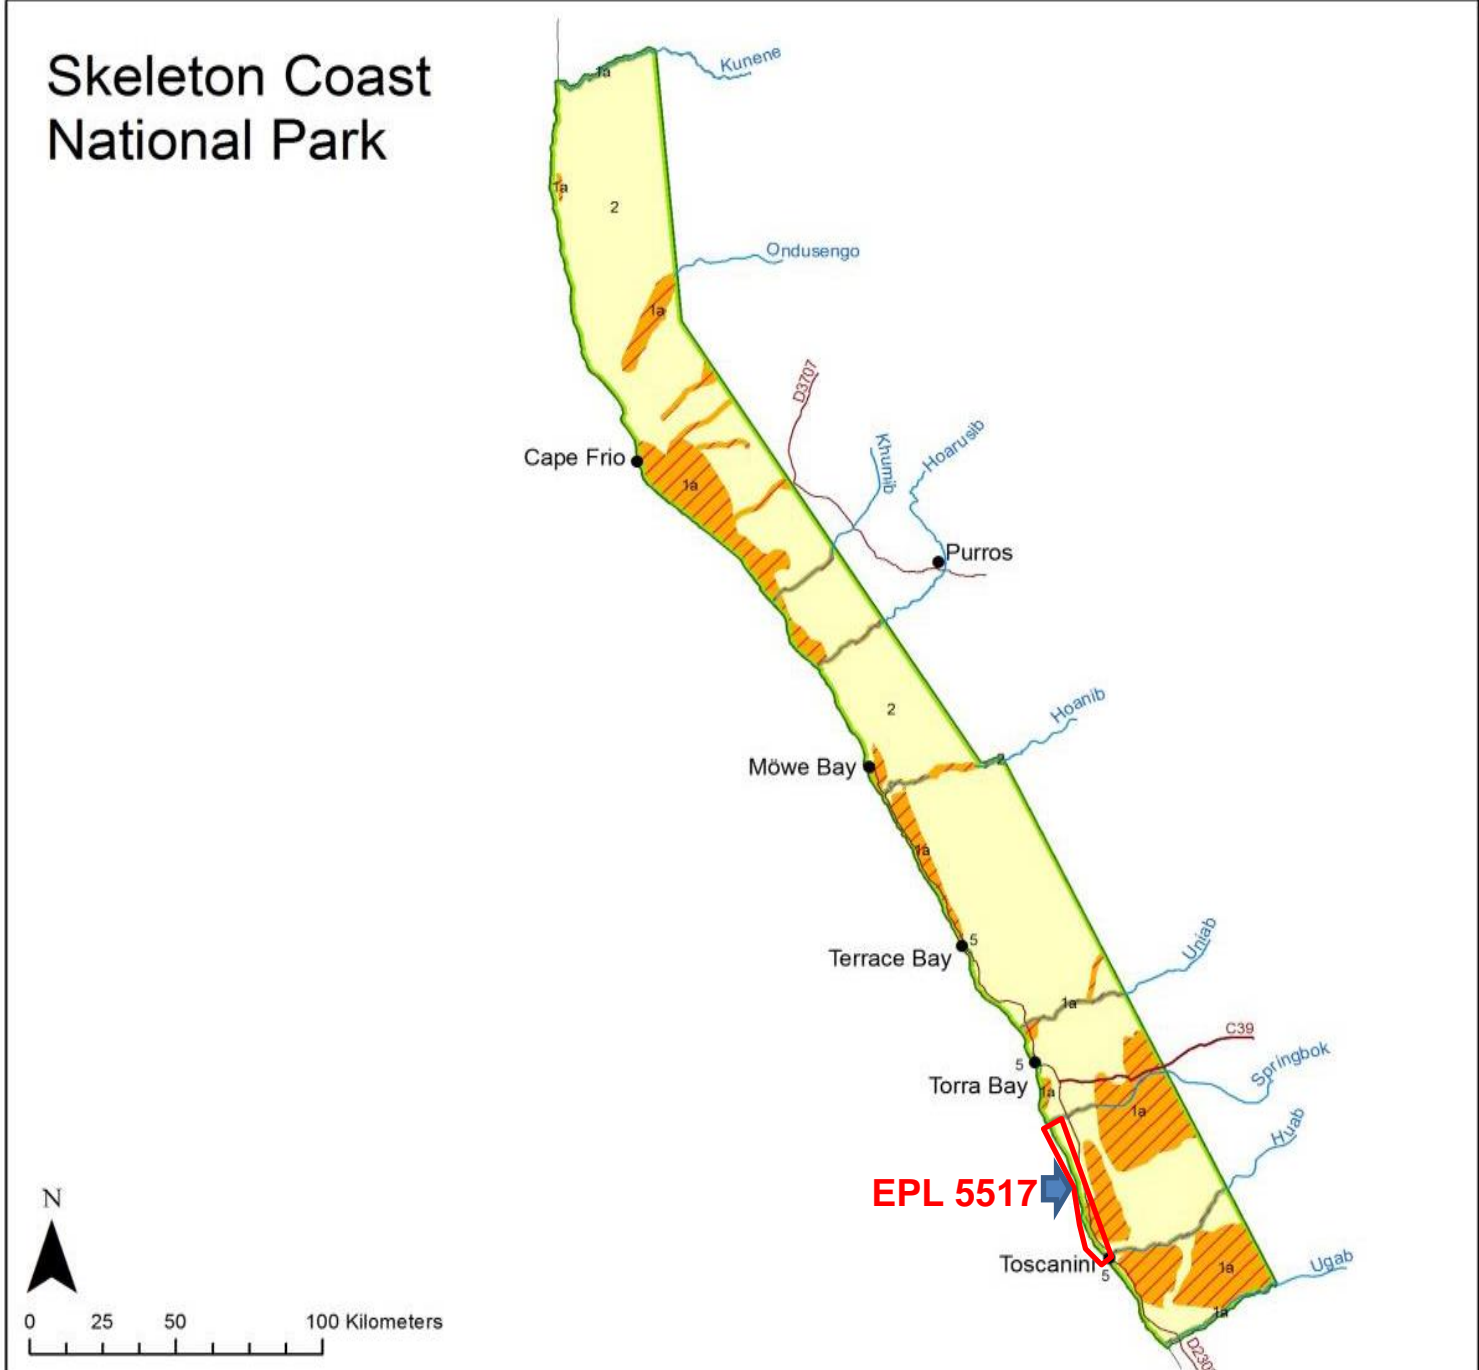 Skeleton Coast
National Park
Kunene
1a
1a
2
Ondusengo
1a
D3707
Khumib
Hoarusib
Cape Frio
1a
Purros
2
Hoanib
2
Möwe Bay
1a
5
Terrace Bay
Uniab
1a
C39
5
Springbok
Torra Bay
1a
1a
Huab
EPL 5517
N
Toscanini
5
1a
Ugab
1a
0 25 50 100 Kilometers